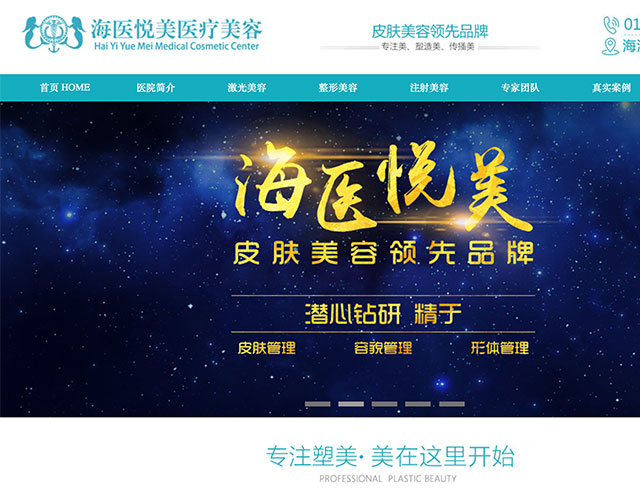 海医悦美医疗美容
Hai Yi Yue Mei Medical Cosmetic Center
皮肤美容领先品牌
专注美、塑造美、传播美
01
海淀
首页 HOME 医院简介 激光美容 整形美容 注射美容 专家团队 真实案例
海医悦美
皮肤美容领先品牌
潜心钻研 精于
皮肤管理 容貌管理 形体管理
专注塑美·美在这里开始
PROFESSIONAL PLASTIC BEAUTY